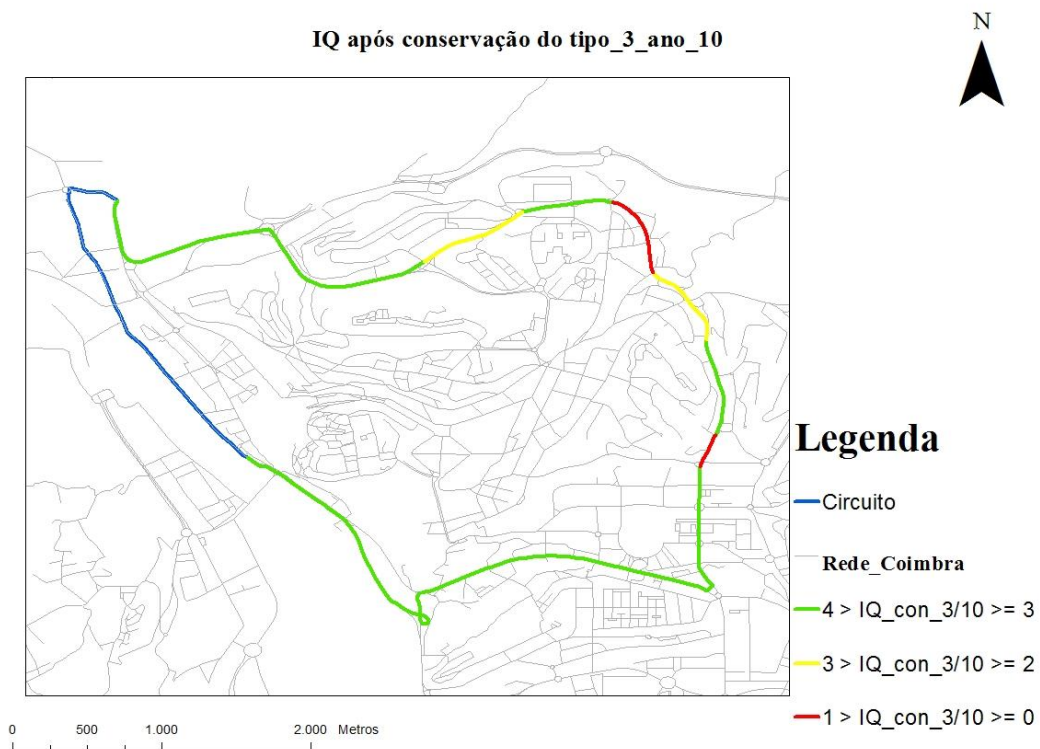 IQ após conservação do tipo_3_ano_10
N
Legenda
Circuito
Rede_Coimbra
4 > IQ_con_3/10 >= 3
3 > IQ_con_3/10 >= 2
1 > IQ_con_3/10 >= 0
0 500 1.000 2.000 Metros